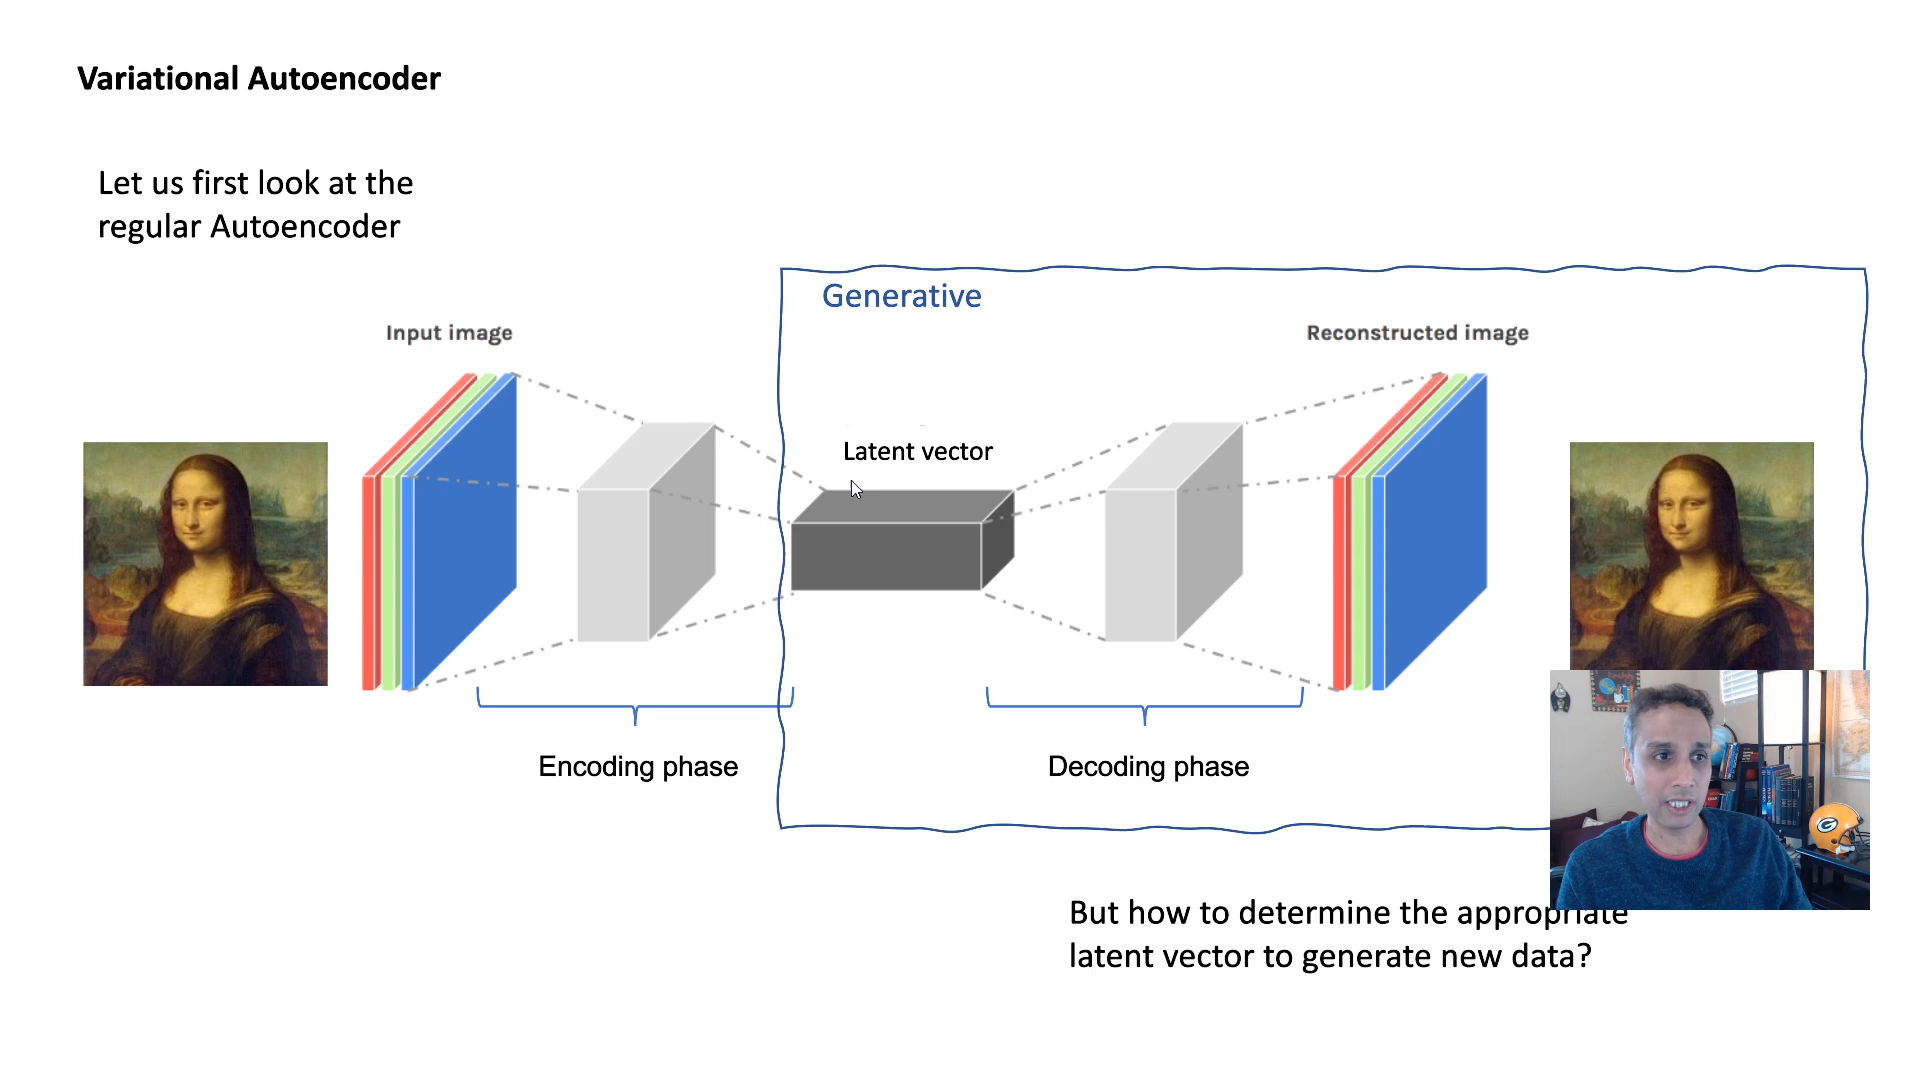 Variational Autoencoder
Let us first look at the
regular Autoencoder
Generative
Input image
Reconstructed image
Latent vector
Encoding phase
Decoding phase
But how to determine the appropriate
latent vector to generate new data?